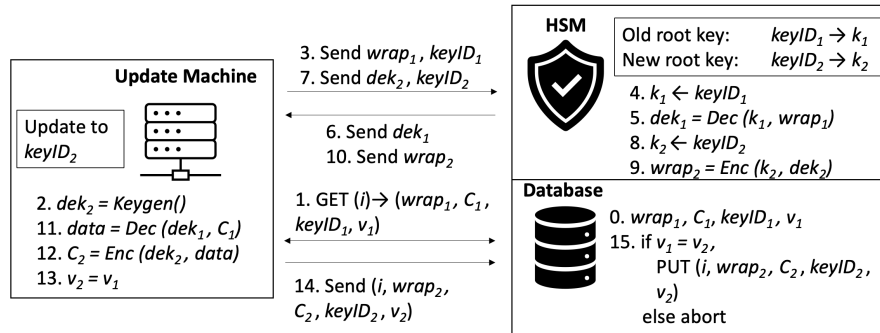 Update Machine
Update to
keyID₂
2. dek₂ = Keygen()
11. data = Dec (dek₁, C₁)
12. C₂ = Enc (dek₂, data)
13. v₂ = v₁
3. Send wrap₁, keyID₁
7. Send dek₂, keyID₂
6. Send dek₁
10. Send wrap₂
1. GET (i)→ (wrap₁, C₁,
keyID₁, v₁)
14. Send (i, wrap₂,
C₂, keyID₂, v₂)
HSM
Old root key: keyID₁ → k₁
New root key: keyID₂ → k₂
4. k₁ ← keyID₁
5. dek₁ = Dec (k₁, wrap₁)
8. k₂ ← keyID₂
9. wrap₂ = Enc (k₂, dek₂)
Database
0. wrap₁, C₁, keyID₁, v₁
15. if v₁ = v₂,
PUT (i, wrap₂, C₂, keyID₂,
v₂)
else abort